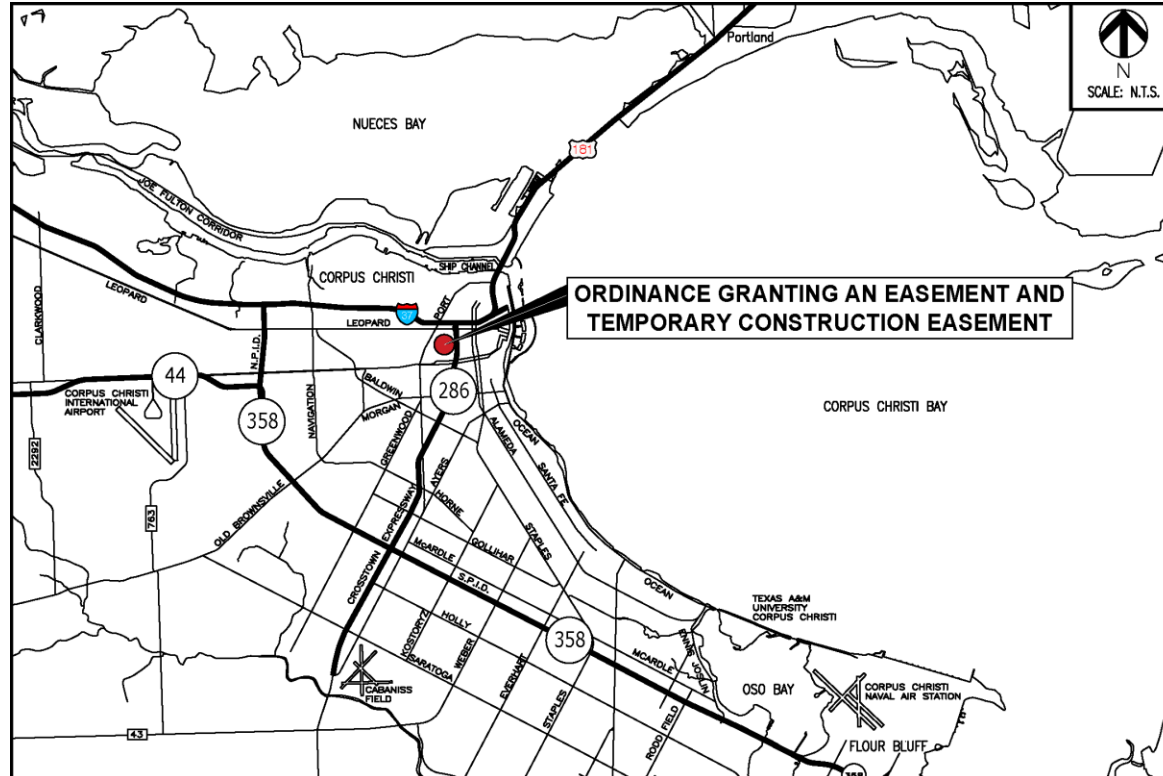 Portland
N
SCALE: N.T.S.
NUECES BAY
181
JOE FULTON CORRIDOR
SHIP CHANNEL
CORPUS CHRISTI
ORDINANCE GRANTING AN EASEMENT AND
TEMPORARY CONSTRUCTION EASEMENT
CLARKWOOD
LEOPARD
37
LEOPARD
PORT
N.P.I.D.
44
CORPUS CHRISTI
INTERNATIONAL
AIRPORT
358
NAVIGATION
BALDWIN
MORGAN
286
GREENWOOD
CORPUS CHRISTI BAY
2292
763
OLD BROWNSVILLE
AYERS
HORNE
ALAMEDA
OCEAN
SANTA FE
CROSSTOWN EXPRESSWAY
McARDLE
GOLLIHAR
STAPLES
S.P.I.D.
OCEAN
TEXAS A&M
UNIVERSITY
CORPUS CHRISTI
KOSTORYZ
HOLLY
WEBER
SARATOGA
EVERHART
358
MCARDLE
ENNIS JOSLIN
OSO BAY
CORPUS CHRISTI
NAVAL AIR STATION
CABANISS
FIELD
STAPLES
RODD FIELD
FLOUR BLUFF
43
358